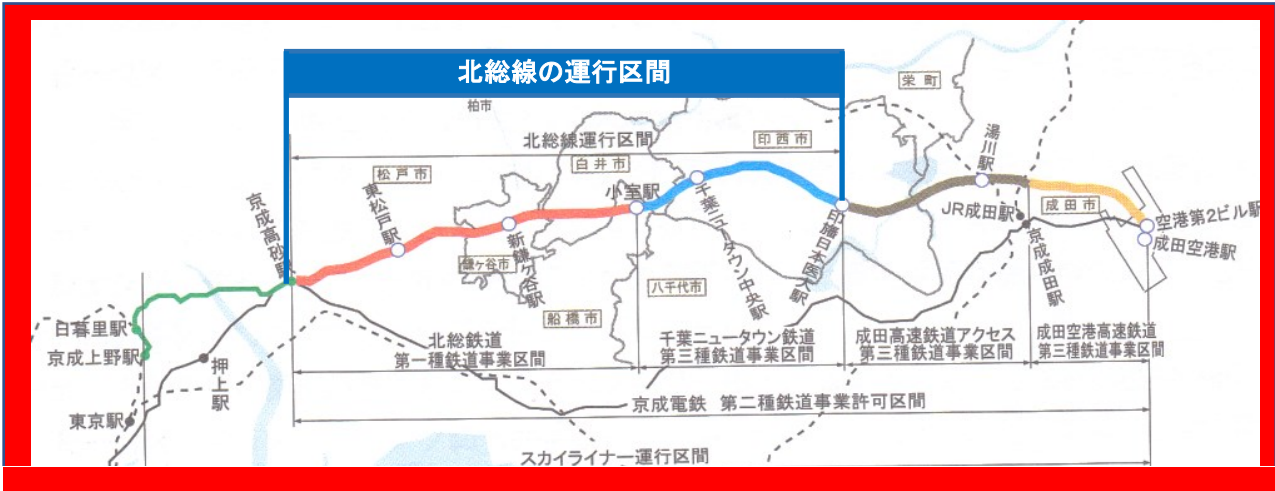 北総線の運行区間
柏市
栄町
北総線運行区間
印西市
湯川駅
白井市
松戸市
小室駅
東松戸駅
千葉ニュータウン中央駅
JR成田駅
成田市
空港第2ビル駅
成田空港駅
京成高砂駅
新鎌ヶ谷駅
鎌ヶ谷市
印旛日本医大駅
京成成田駅
八千代市
船橋市
日暮里駅
京成上野駅
押上駅
東京駅
北総鉄道
第一種鉄道事業区間
千葉ニュータウン鉄道
第三種鉄道事業区間
成田高速鉄道アクセス
第三種鉄道事業区間
成田空港高速鉄道
第三種鉄道事業区間
京成電鉄 第二種鉄道事業許可区間
スカイライナー運行区間